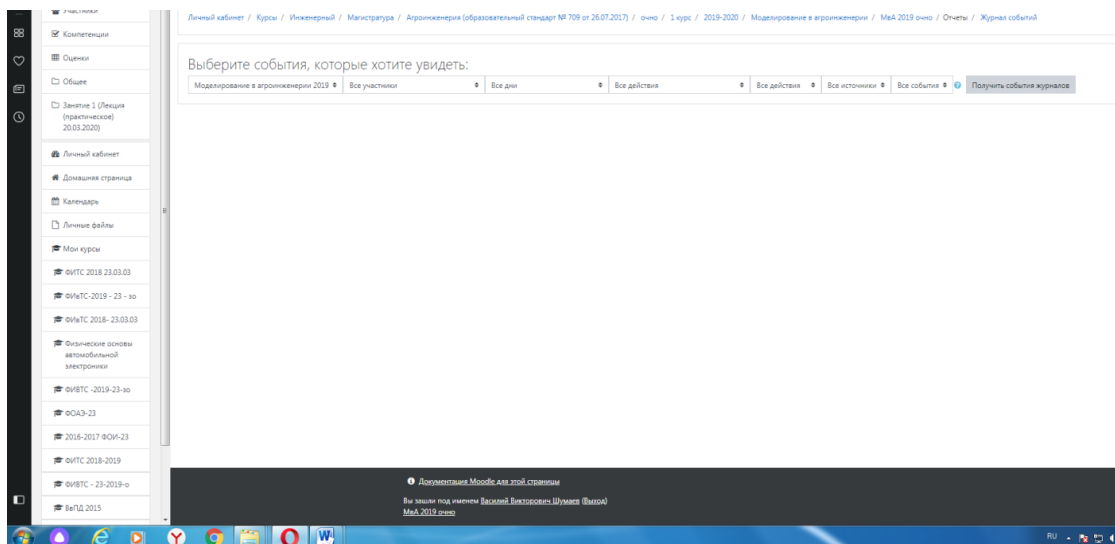 Участники
Компетенции
Оценки
Общее
Занятие 1 (Лекция
(практическое)
20.03.2020)
Личный кабинет
Домашняя страница
Календарь
Личные файлы
Мои курсы
ФИТС 2018 23.03.03
ФИвТС-2019 - 23 - зо
ФИвТС 2018- 23.03.03
Физические основы
автомобильной
электроники
ФИВТС -2019-23-зо
ФОАЭ-23
2016-2017 ФОИ-23
ФИТС 2018-2019
ФИВТС - 23-2019-о
ВвПД 2015
Личный кабинет / Курсы / Инженерный / Магистратура / Агроинженерия (образовательный стандарт № 709 от 26.07.2017) / очно / 1 курс / 2019-2020 / Моделирование в агроинженерии / МвА 2019 очно / Отчеты / Журнал событий
Выберите события, которые хотите увидеть:
Моделирование в агроинженерии 2019 Все участники Все дни Все действия Все действия Все источники Все события Получить события журналов
Документация Moodle для этой страницы
Вы зашли под именем Василий Викторович Шумаев (Выход)
МвА 2019 очно
RU